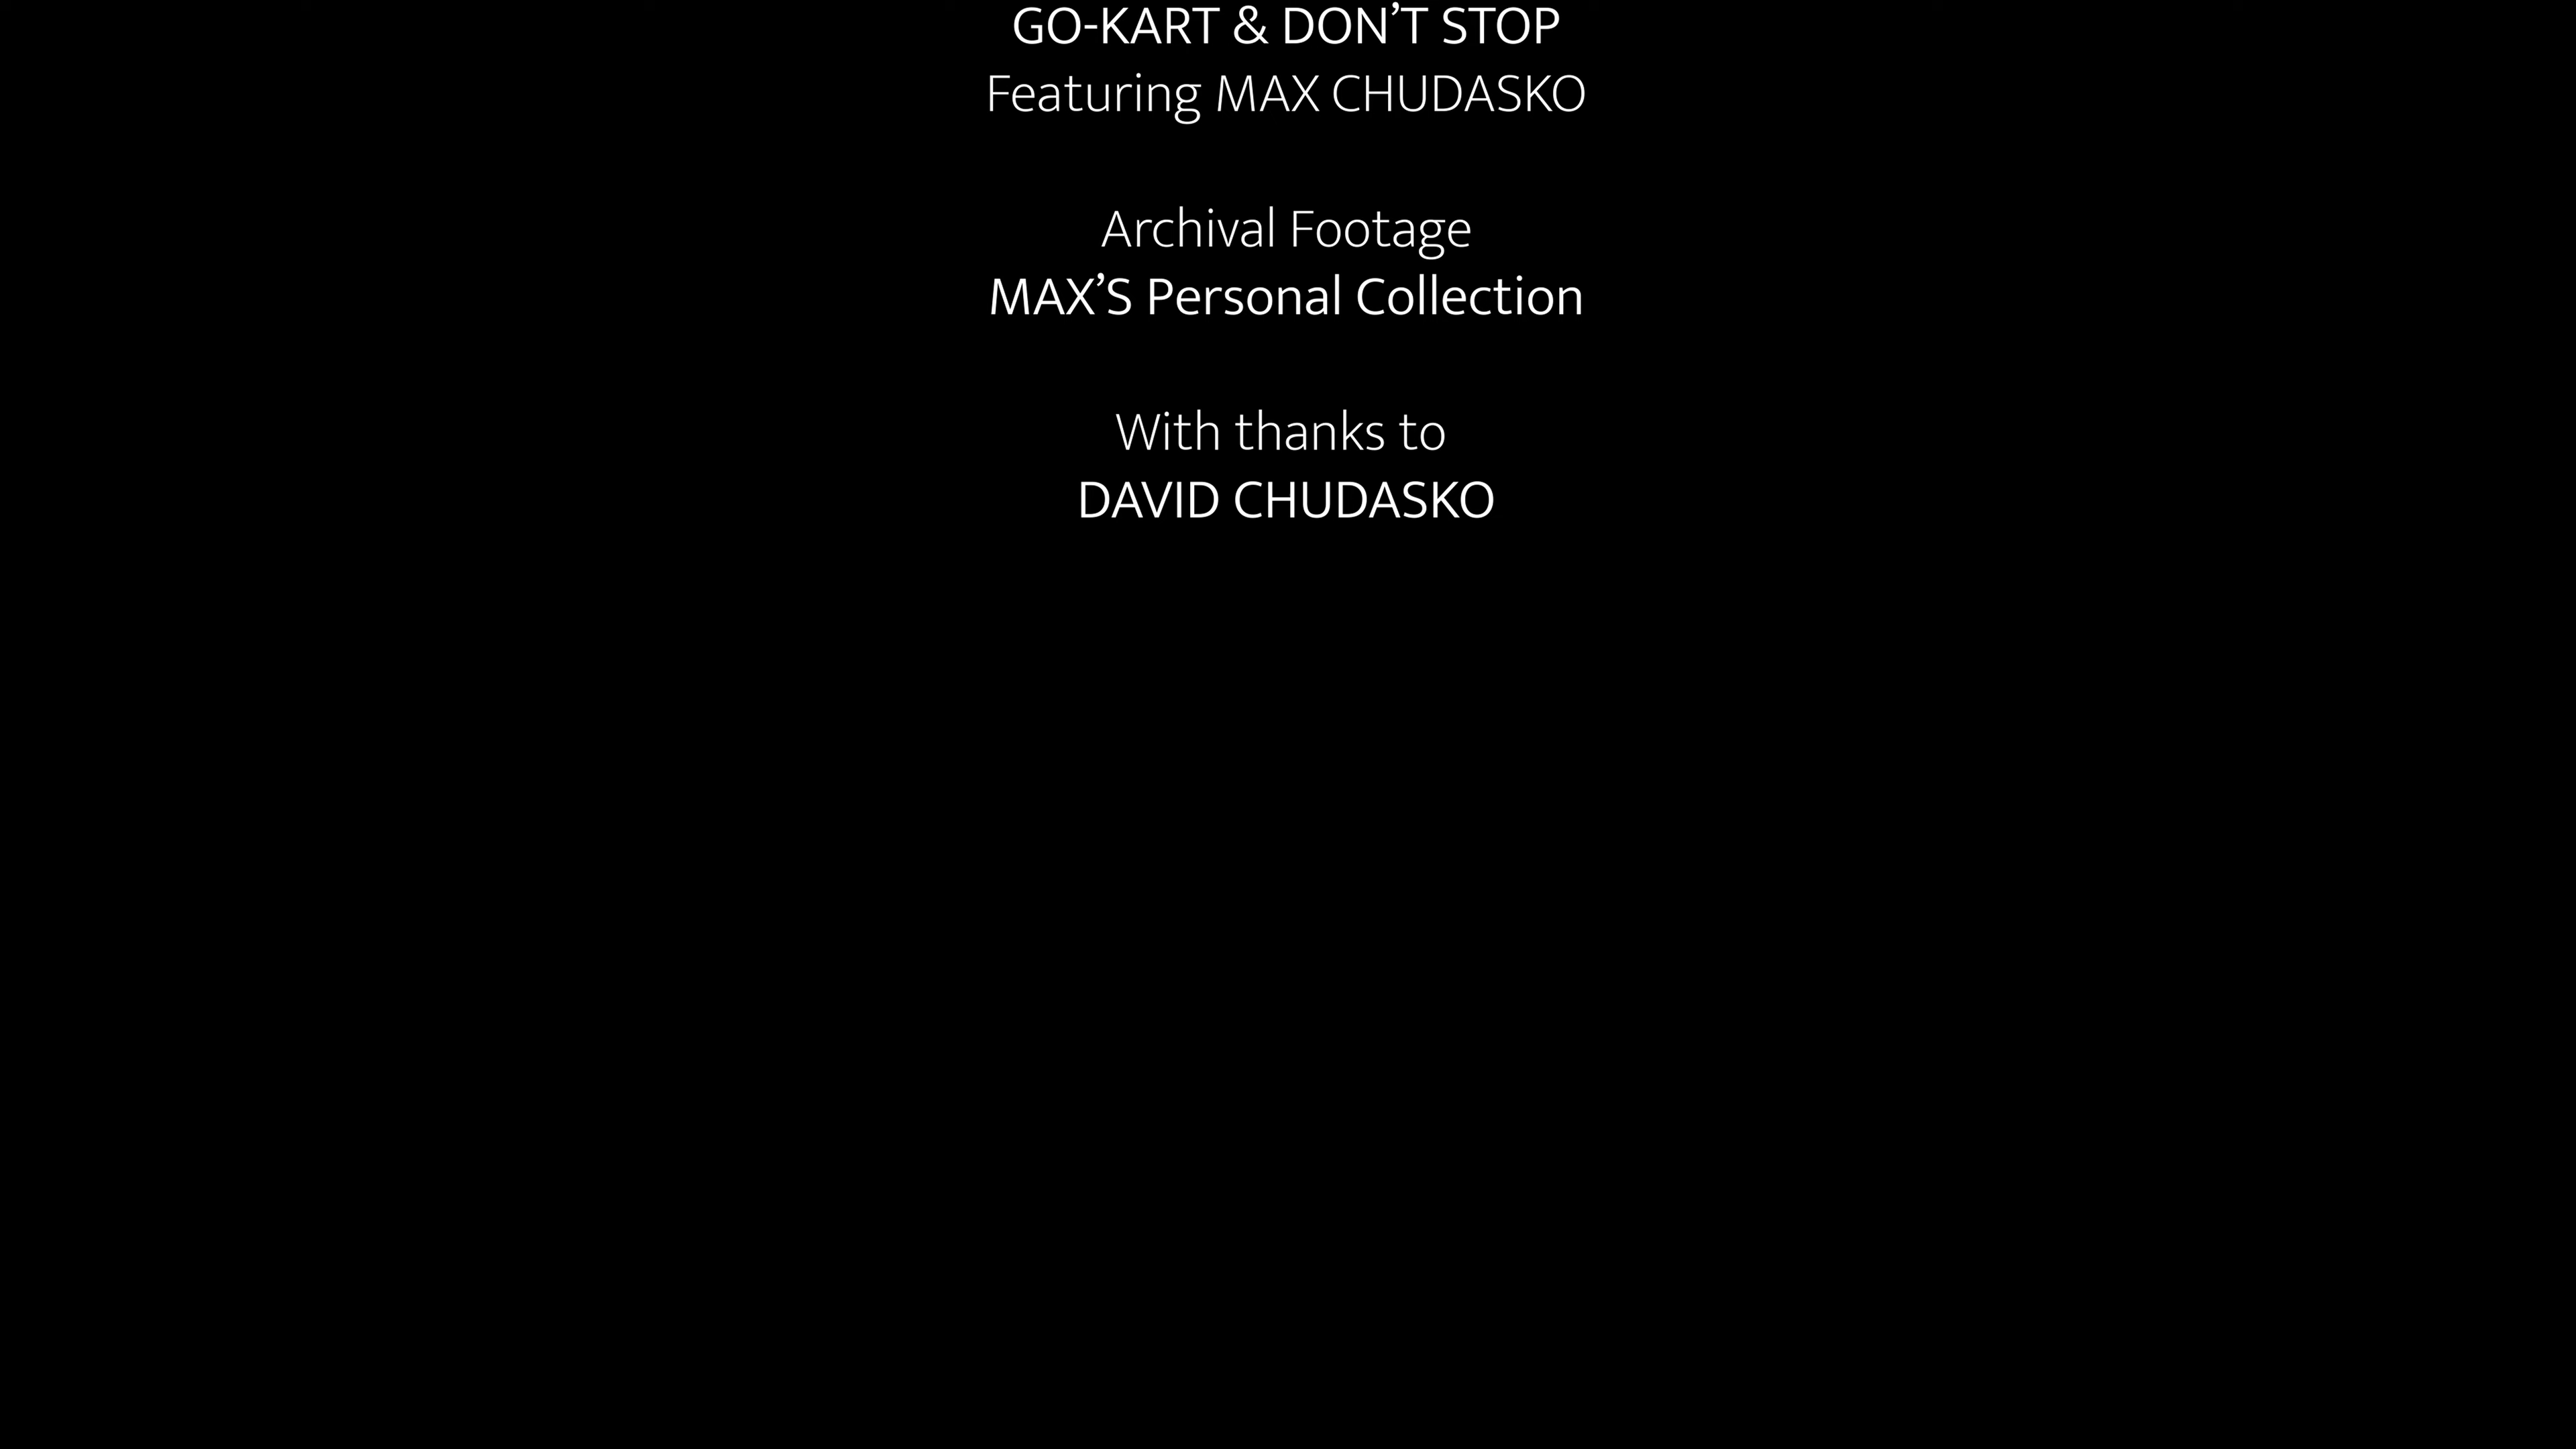 GO-KART & DON’T STOP
Featuring MAX CHUDASKO
Archival Footage
MAX’S Personal Collection
With thanks to
DAVID CHUDASKO